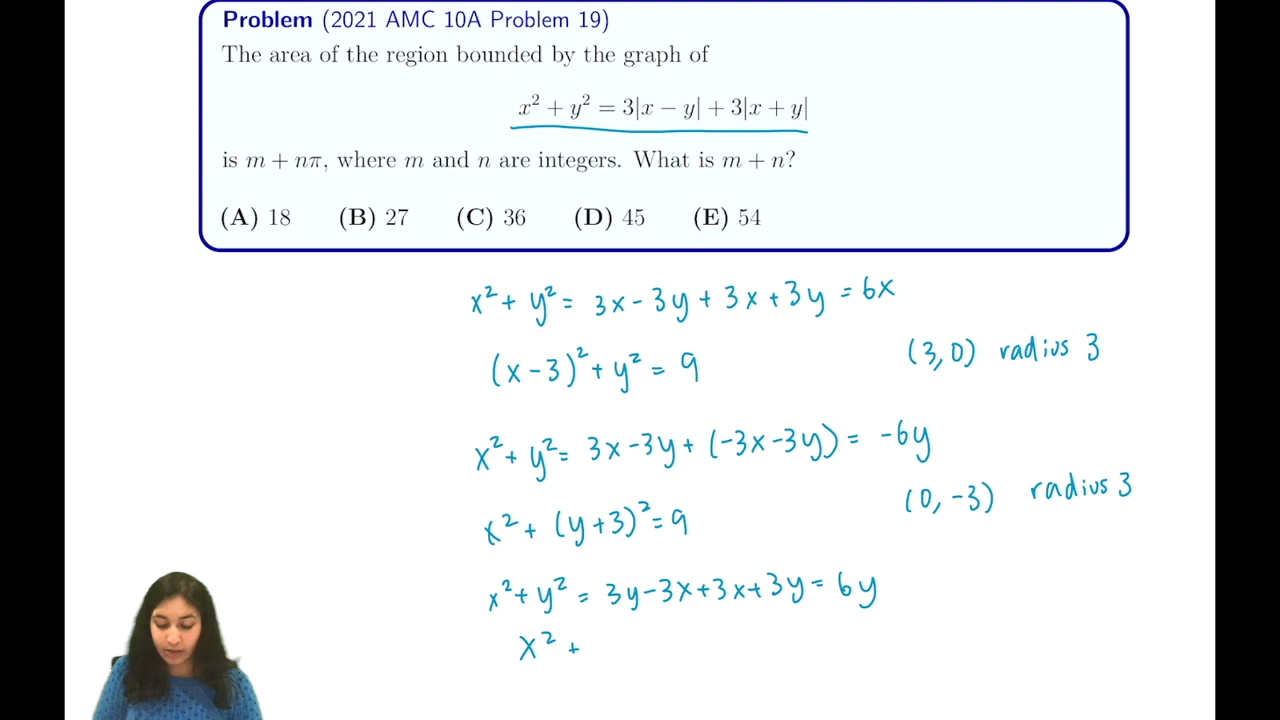 Problem (2021 AMC 10A Problem 19)
The area of the region bounded by the graph of
x² + y² = 3|x − y| + 3|x + y|
is m + nπ, where m and n are integers. What is m + n?
(A) 18 (B) 27 (C) 36 (D) 45 (E) 54
x² + y² = 3x - 3y + 3x + 3y = 6x
(x - 3)² + y² = 9 (3, 0) radius 3
x² + y² = 3x - 3y + (-3x - 3y) = -6y
(0, -3) radius 3
x² + (y + 3)² = 9
x² + y² = 3y - 3x + 3x + 3y = 6y
x² +